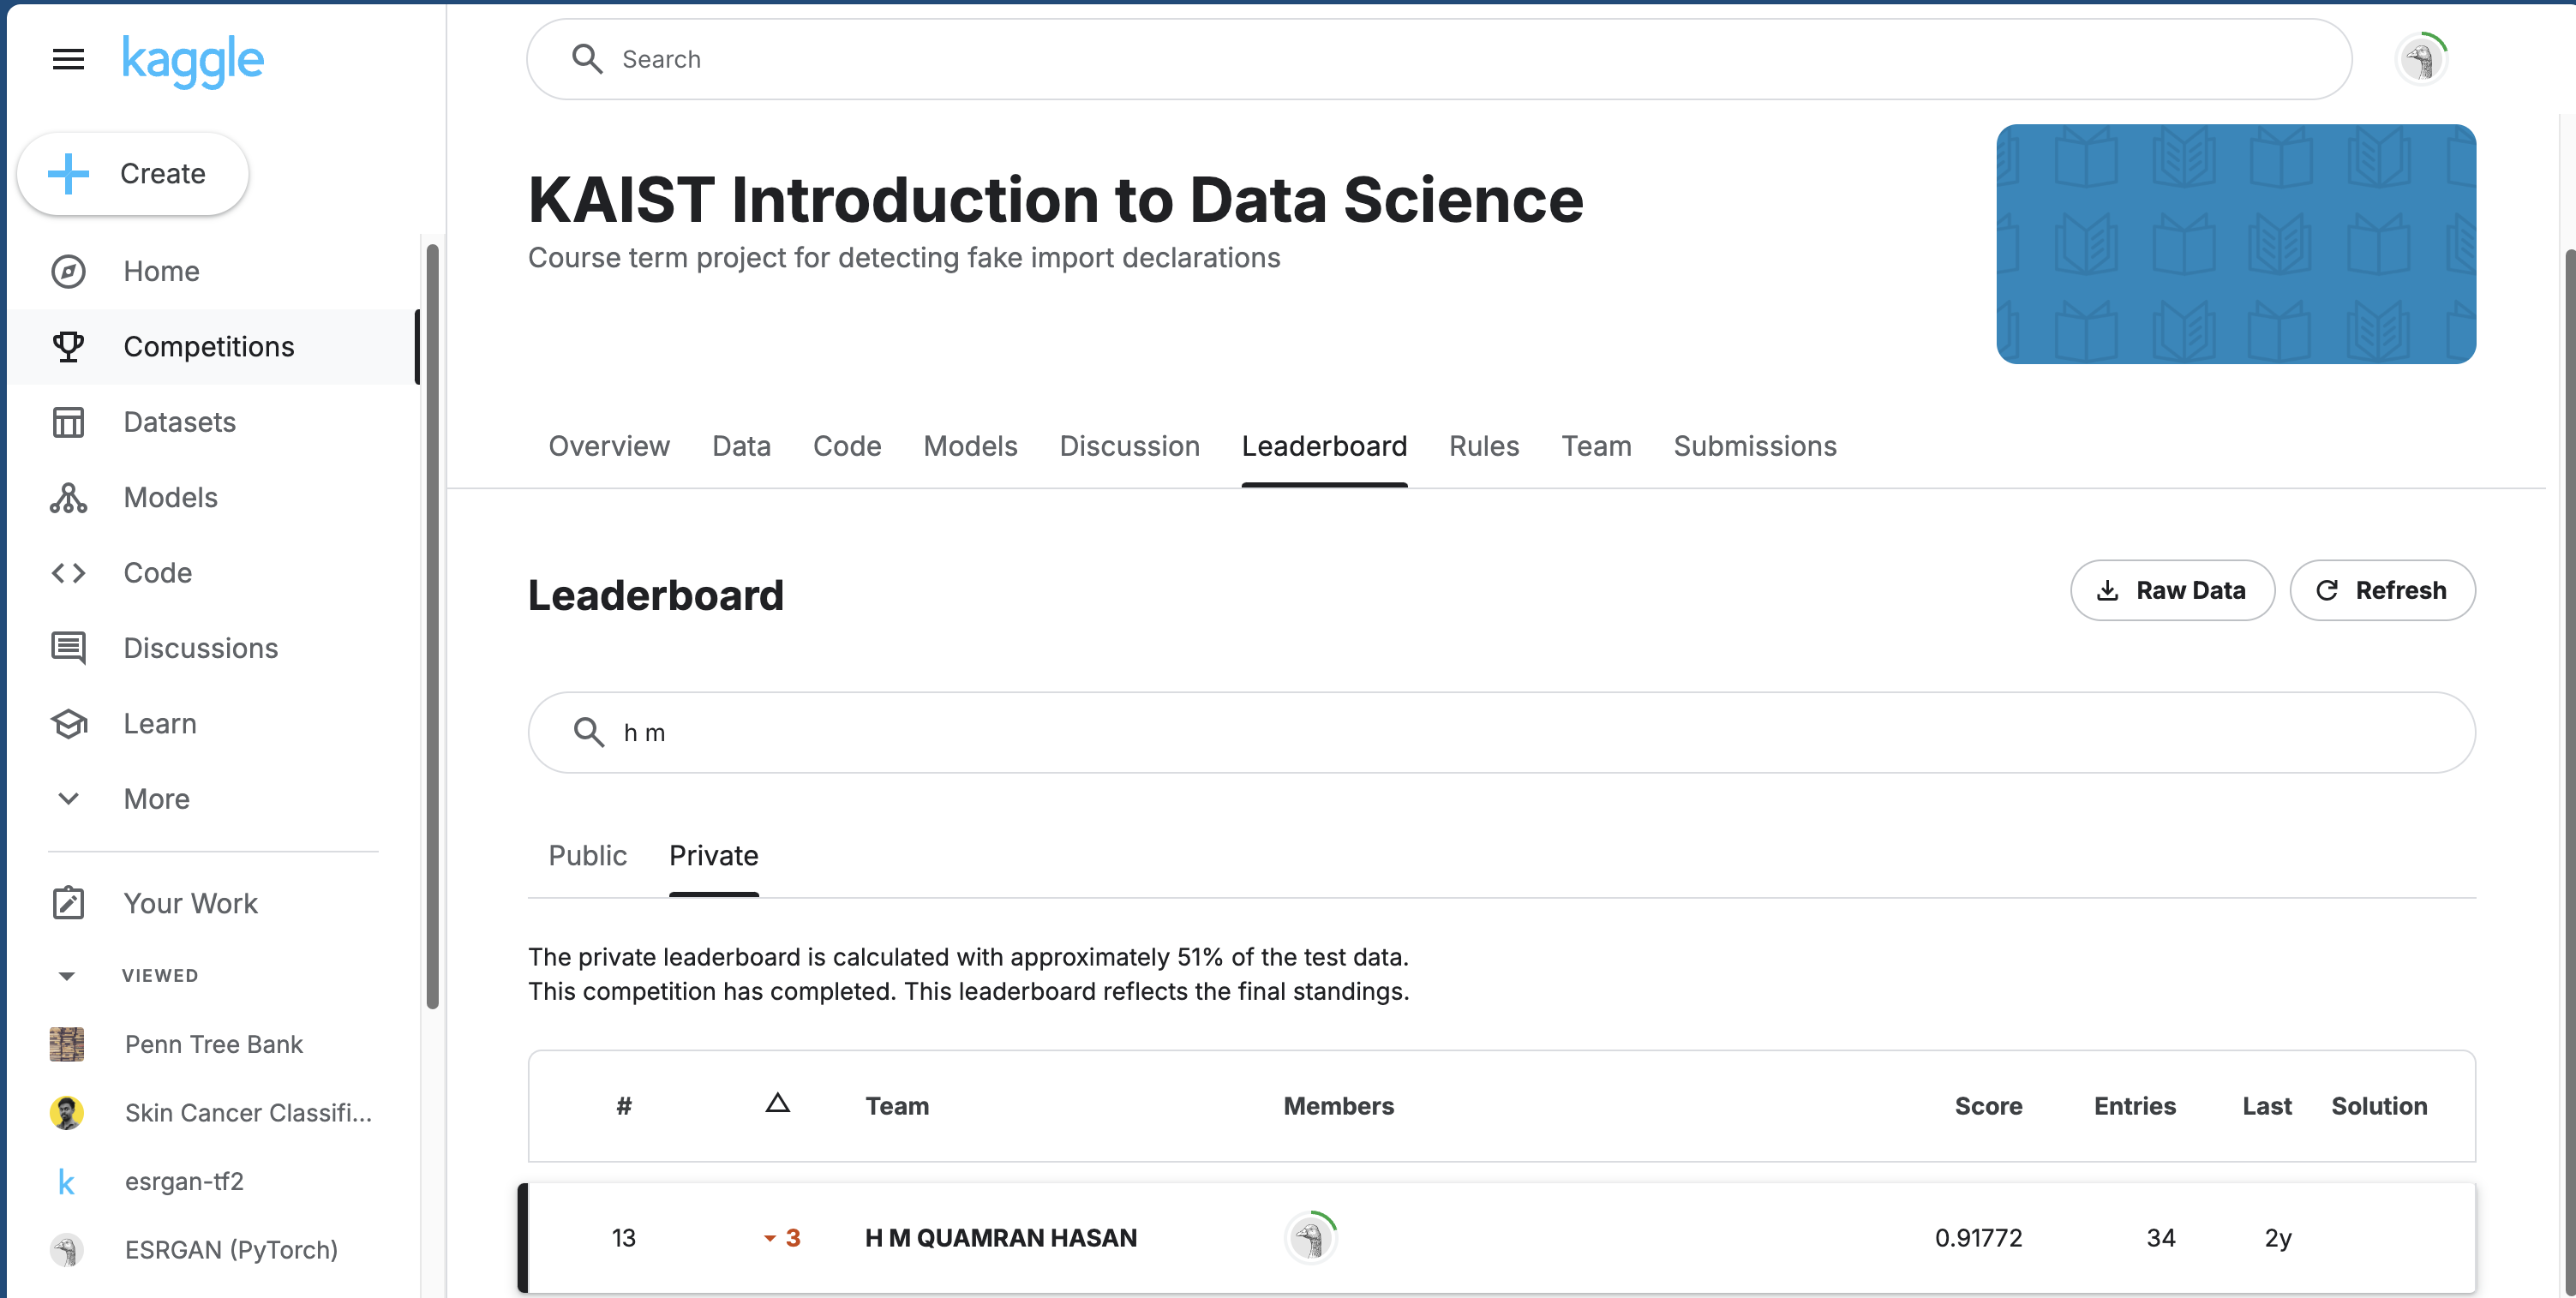 kaggle
Search
Create
Home
Competitions
Datasets
Models
Code
Discussions
Learn
More
Your Work
VIEWED
Penn Tree Bank
Skin Cancer Classifi...
esrgan-tf2
ESRGAN (PyTorch)
KAIST Introduction to Data Science
Course term project for detecting fake import declarations
Overview Data Code Models Discussion Leaderboard Rules Team Submissions
Leaderboard
Raw Data Refresh
h m
Public Private
The private leaderboard is calculated with approximately 51% of the test data.
This competition has completed. This leaderboard reflects the final standings.
# △ Team Members Score Entries Last Solution
13 3 H M QUAMRAN HASAN 0.91772 34 2y